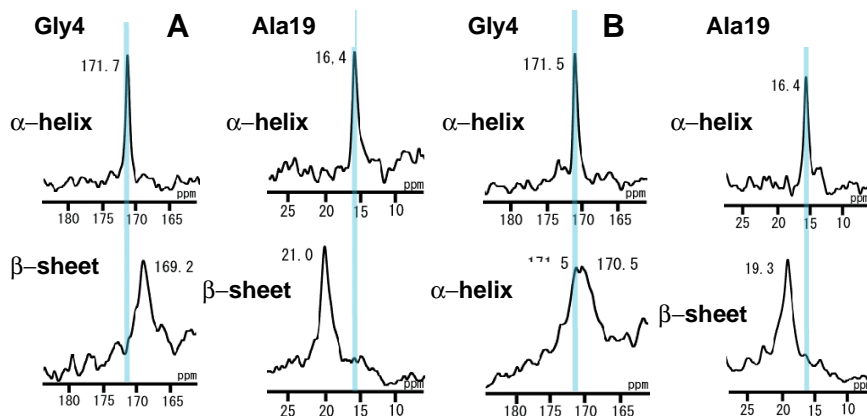 Gly4 A Ala19 B Ala19
Gly4
171.7 16,4 171.5 16.4
α–helix α–helix α–helix α–helix
ppm ppm ppm ppm
180 175 170 165 25 20 15 10 180 175 170 165 25 20 15 10
β–sheet 169.2 21.0 171.5 170.5 19.3
β–sheet α–helix β–sheet
ppm ppm ppm ppm
180 175 170 165 25 20 15 10 180 175 170 165 25 20 15 10